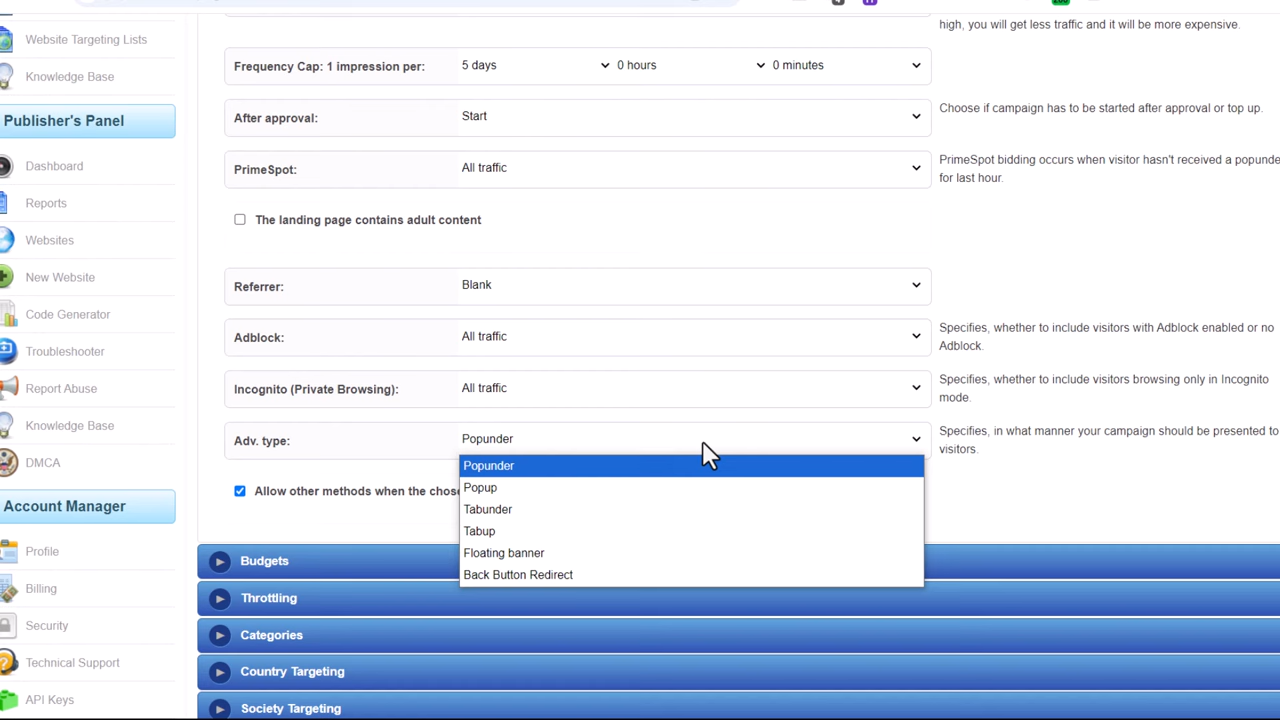 Website Targeting Lists
Knowledge Base
Publisher's Panel
Dashboard
Reports
Websites
New Website
Code Generator
Troubleshooter
Report Abuse
Knowledge Base
DMCA
Account Manager
Profile
Billing
Security
Technical Support
API Keys
high, you will get less traffic and it will be more expensive.
Frequency Cap: 1 impression per: 5 days 0 hours 0 minutes
After approval: Start
Choose if campaign has to be started after approval or top up.
PrimeSpot: All traffic
PrimeSpot bidding occurs when visitor hasn't received a popunde
for last hour.
The landing page contains adult content
Referrer: Blank
Adblock: All traffic
Specifies, whether to include visitors with Adblock enabled or no
Adblock.
Incognito (Private Browsing): All traffic
Specifies, whether to include visitors browsing only in Incognito
mode.
Adv. type: Popunder
Specifies, in what manner your campaign should be presented to
visitors.
Popunder
Popup
Tabunder
Tabup
Floating banner
Back Button Redirect
Allow other methods when the chose
Budgets
Throttling
Categories
Country Targeting
Society Targeting